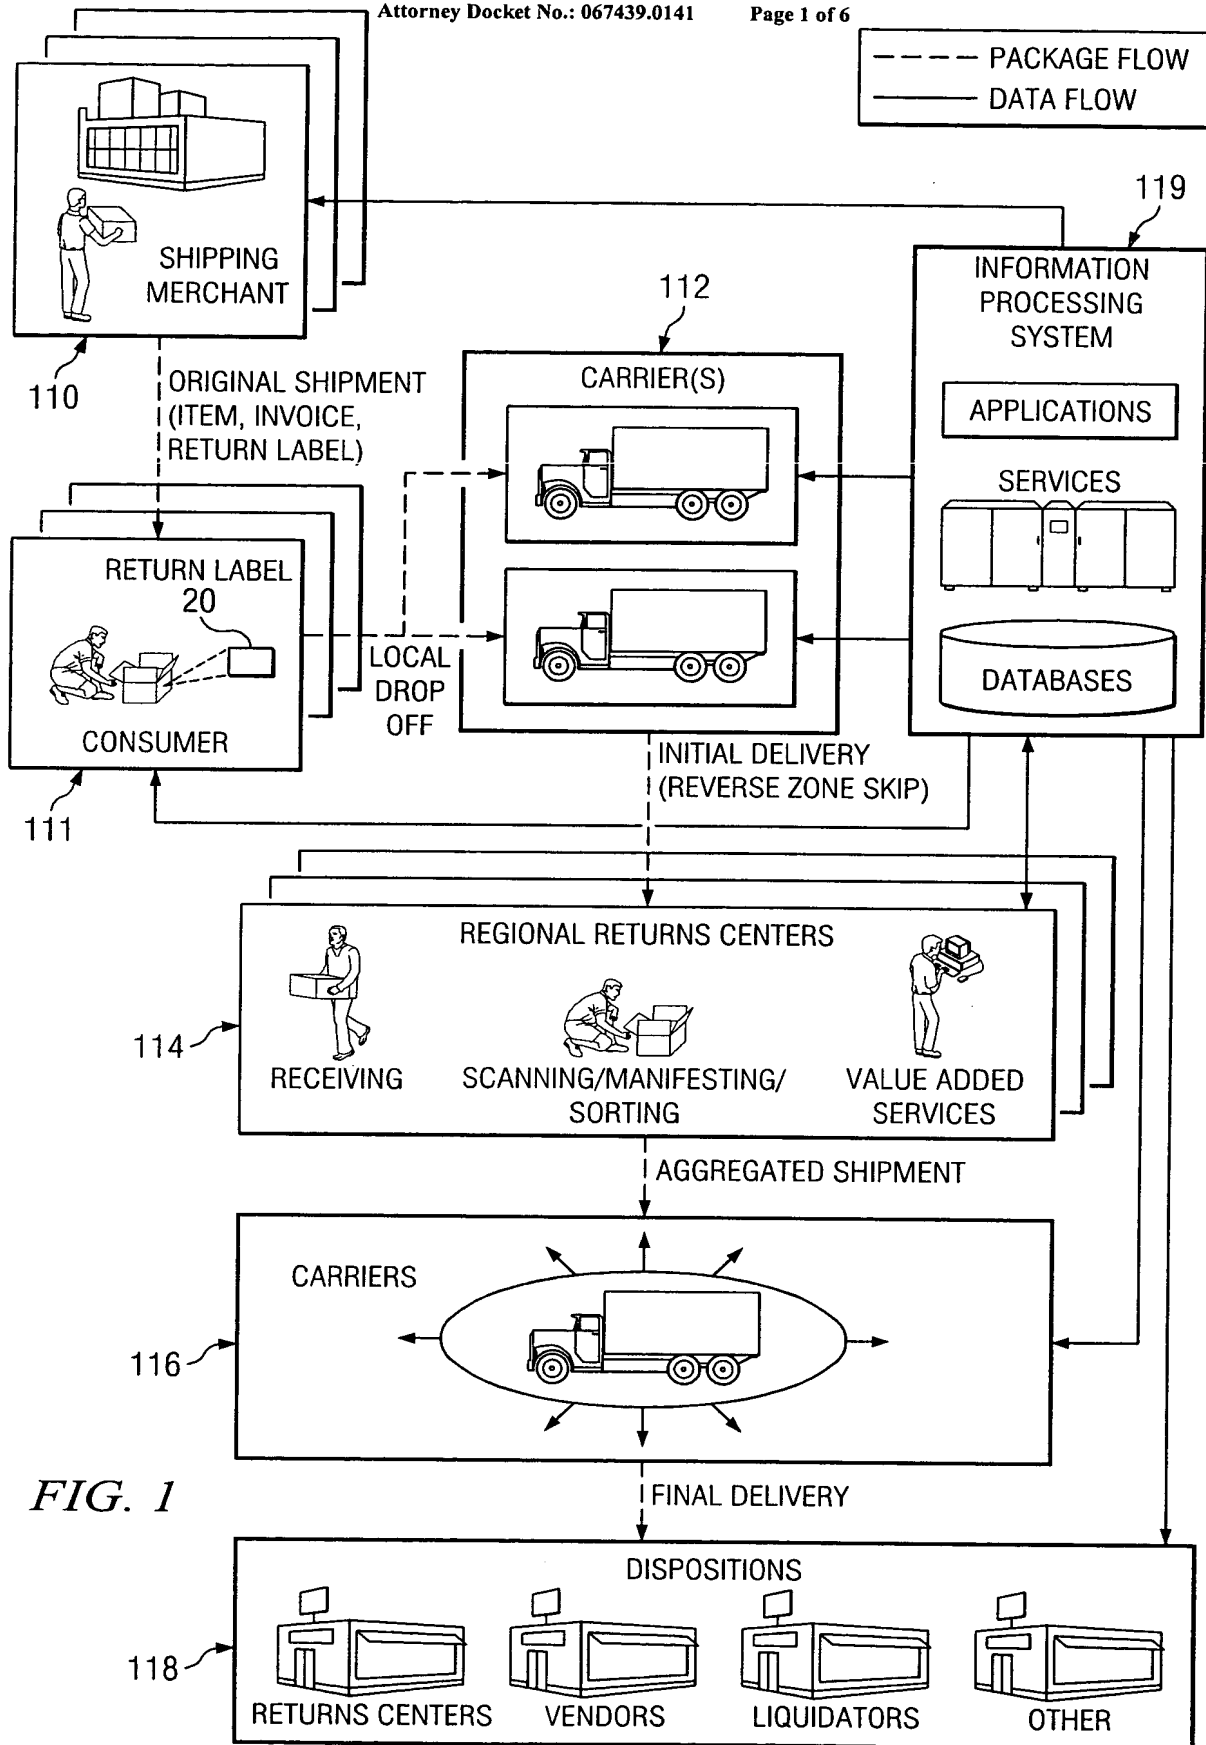 Attorney Docket No.: 067439.0141 Page 1 of 6
PACKAGE FLOW
DATA FLOW
SHIPPING
MERCHANT
110
ORIGINAL SHIPMENT
(ITEM, INVOICE,
RETURN LABEL)
112
CARRIER(S)
119
INFORMATION
PROCESSING
SYSTEM
APPLICATIONS
SERVICES
DATABASES
RETURN LABEL
20
CONSUMER
111
LOCAL
DROP
OFF
INITIAL DELIVERY
(REVERSE ZONE SKIP)
REGIONAL RETURNS CENTERS
114
RECEIVING
SCANNING/MANIFESTING/
SORTING
VALUE ADDED
SERVICES
AGGREGATED SHIPMENT
CARRIERS
116
FIG. 1
FINAL DELIVERY
DISPOSITIONS
118
RETURNS CENTERS
VENDORS
LIQUIDATORS
OTHER